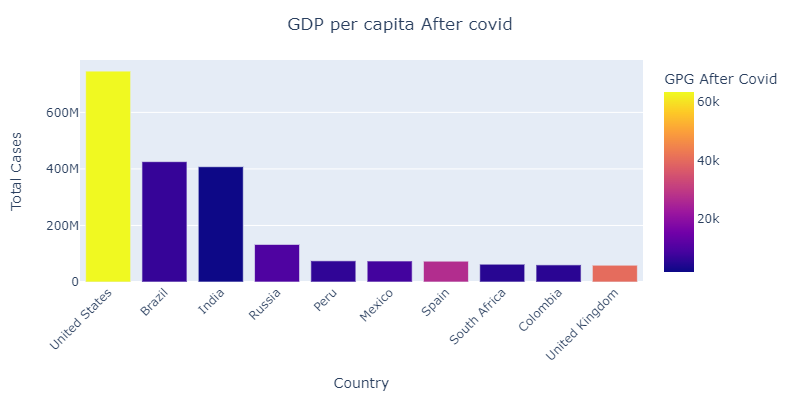 GDP per capita After covid
GPG After Covid
60k
40k
20k
Total Cases
600M
400M
200M
0
United States
Brazil
India
Russia
Peru
Mexico
Spain
South Africa
Colombia
United Kingdom
Country